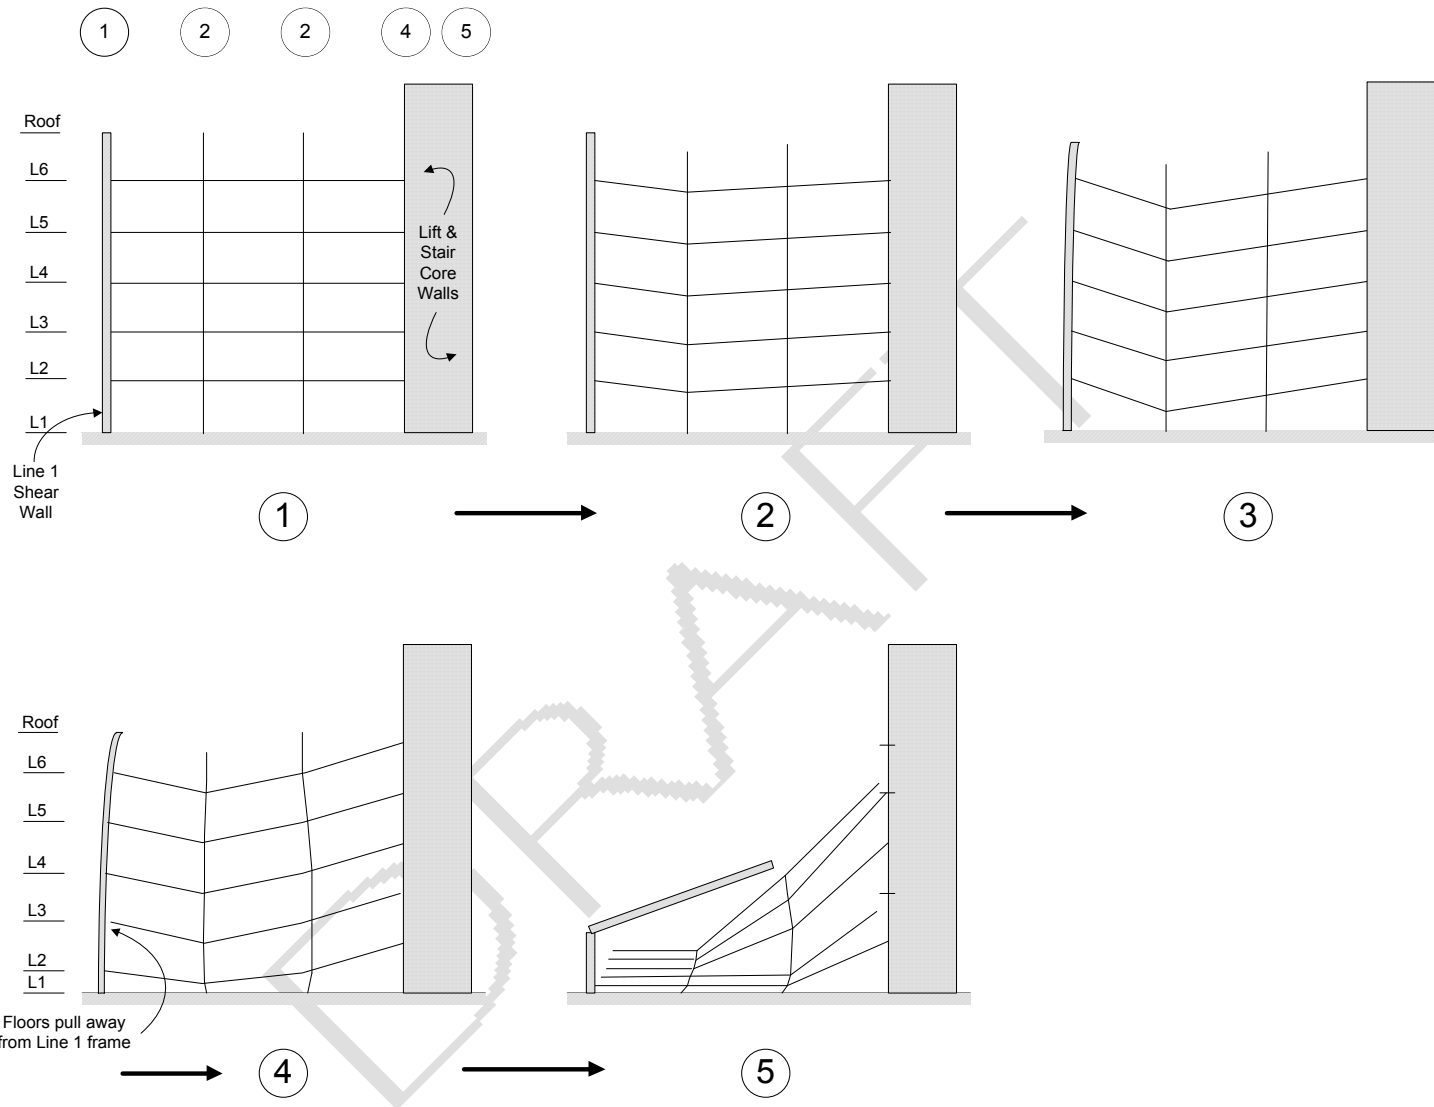 1 2 2 4 5
Roof
L6
L5
L4
L3
L2
L1
Lift &
Stair
Core
Walls
Line 1
Shear
Wall
1
2
3
Roof
L6
L5
L4
L3
L2
L1
Floors pull away
from Line 1 frame
4
5
DRAFT